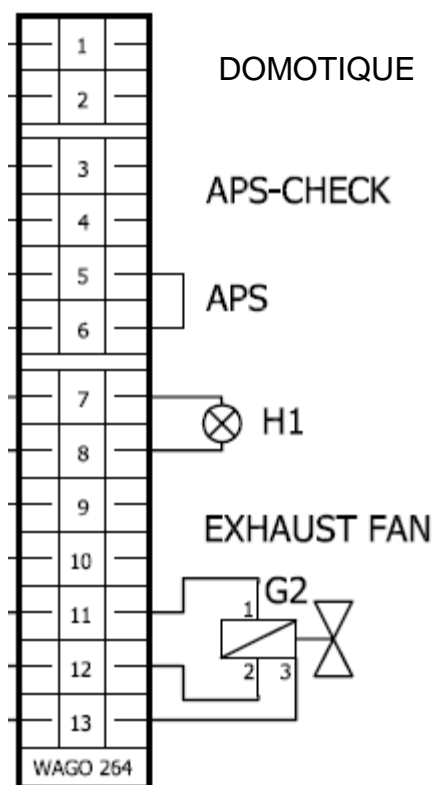 1
DOMOTIQUE
2
3
APS-CHECK
4
5
APS
6
7
H1
8
9
EXHAUST FAN
10
G2
11
1
12
2 3
13
WAGO 264